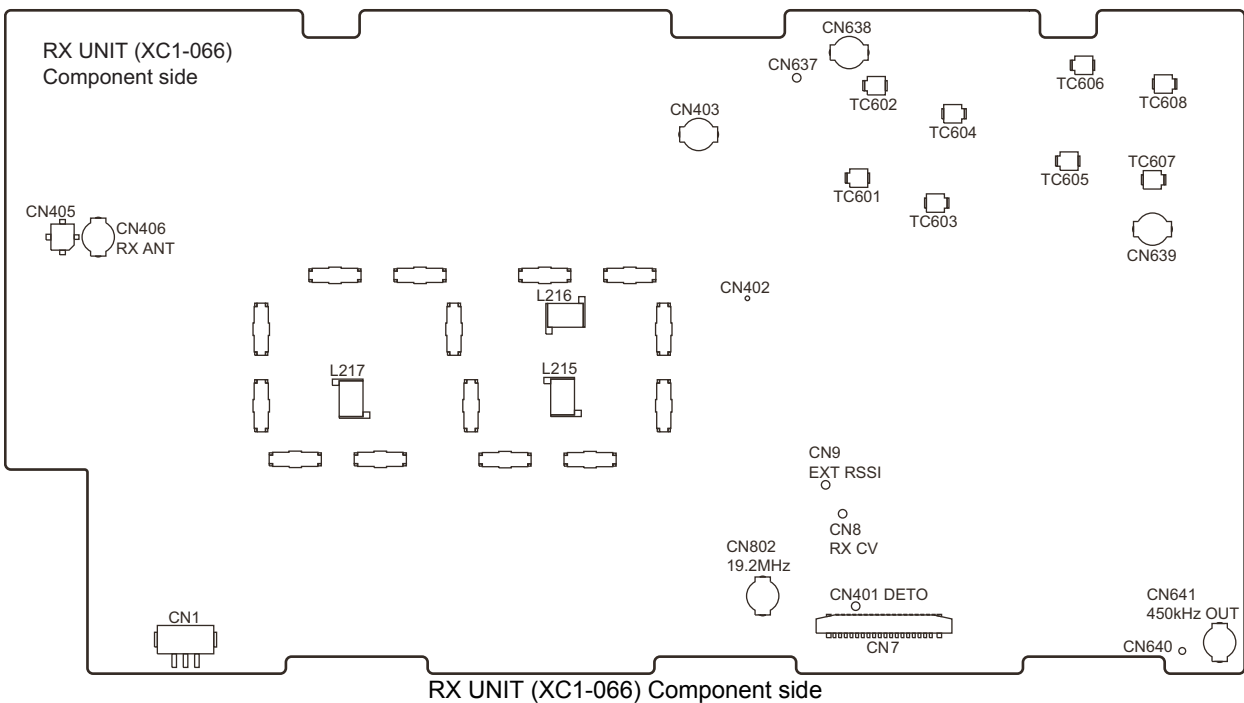 RX UNIT (XC1-066)
Component side
CN638
CN637
TC602
TC606
TC608
CN403
TC604
TC607
TC601
TC605
TC603
CN405
CN406
RX ANT
CN639
CN402
L216
L217
L215
CN9
EXT RSSI
CN8
RX CV
CN802
19.2MHz
CN401 DETO
CN641
450kHz OUT
CN1
CN7
CN640
RX UNIT (XC1-066) Component side